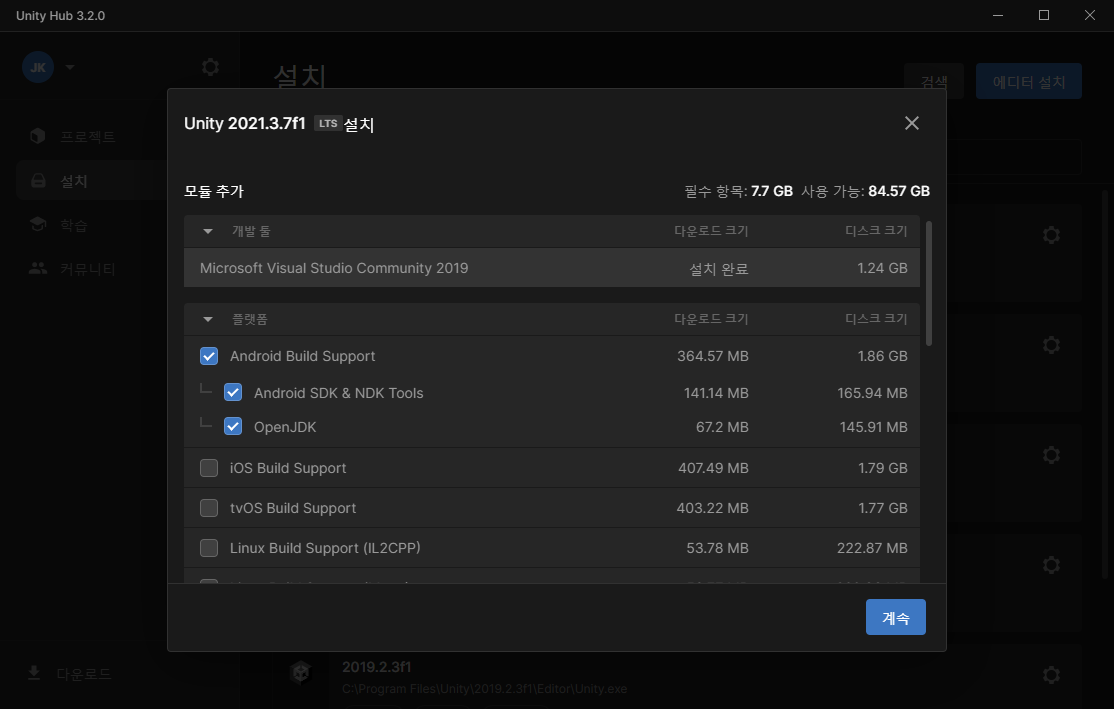 Unity Hub 3.2.0
JK
설치
검색
에디터 설치
프로젝트
설치
학습
커뮤니티
다운로드
Unity 2021.3.7f1 LTS 설치
모듈 추가
필수 항목: 7.7 GB 사용 가능: 84.57 GB
개발 툴 다운로드 크기 디스크 크기
Microsoft Visual Studio Community 2019 설치 완료 1.24 GB
플랫폼 다운로드 크기 디스크 크기
Android Build Support 364.57 MB 1.86 GB
Android SDK & NDK Tools 141.14 MB 165.94 MB
OpenJDK 67.2 MB 145.91 MB
iOS Build Support 407.49 MB 1.79 GB
tvOS Build Support 403.22 MB 1.77 GB
Linux Build Support (IL2CPP) 53.78 MB 222.87 MB
계속
2019.2.3f1
C:\Program Files\Unity\2019.2.3f1\Editor\Unity.exe